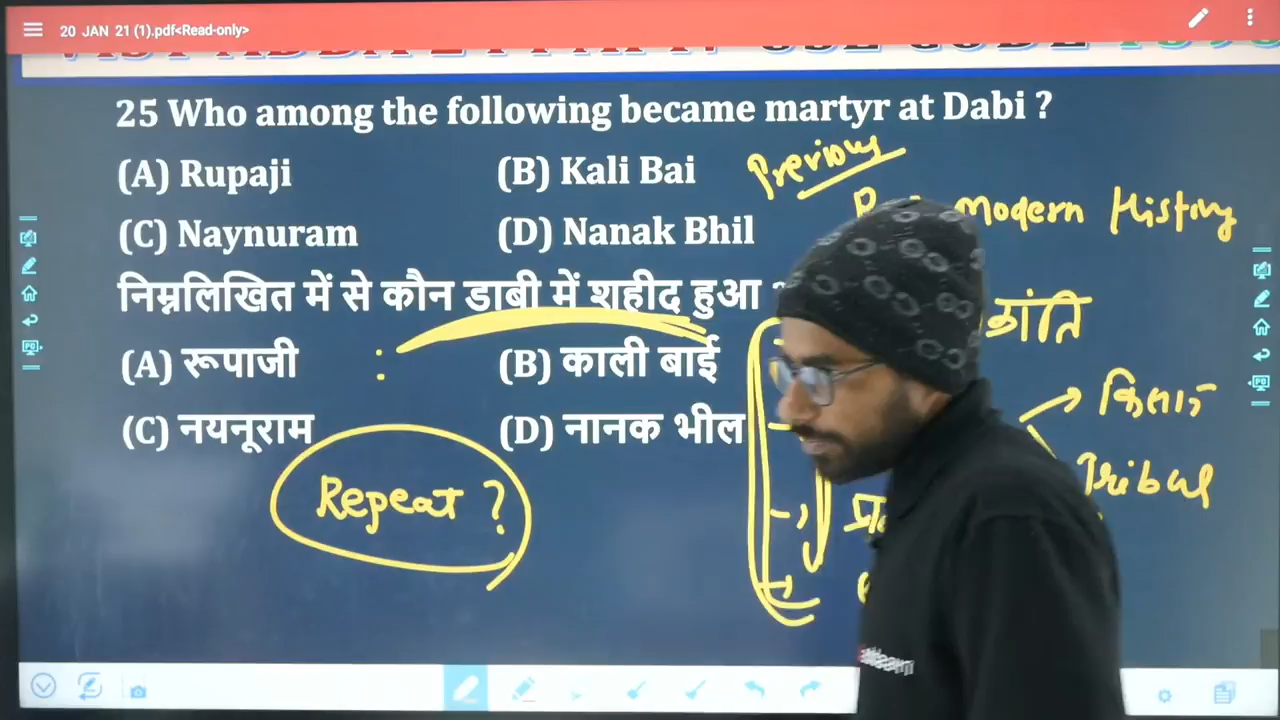 20 JAN 21 (1).pdf<Read-only>
25 Who among the following became martyr at Dabi ?
(A) Rupaji (B) Kali Bai
(C) Naynuram (D) Nanak Bhil
निम्नलिखित में से कौन डाबी में शहीद हुआ
(A) रूपाजी : (B) काली बाई
(C) नयनूराम (D) नानक भील
Previous
Modern History
क्रांति
किसान
Tribal
Repeat ?